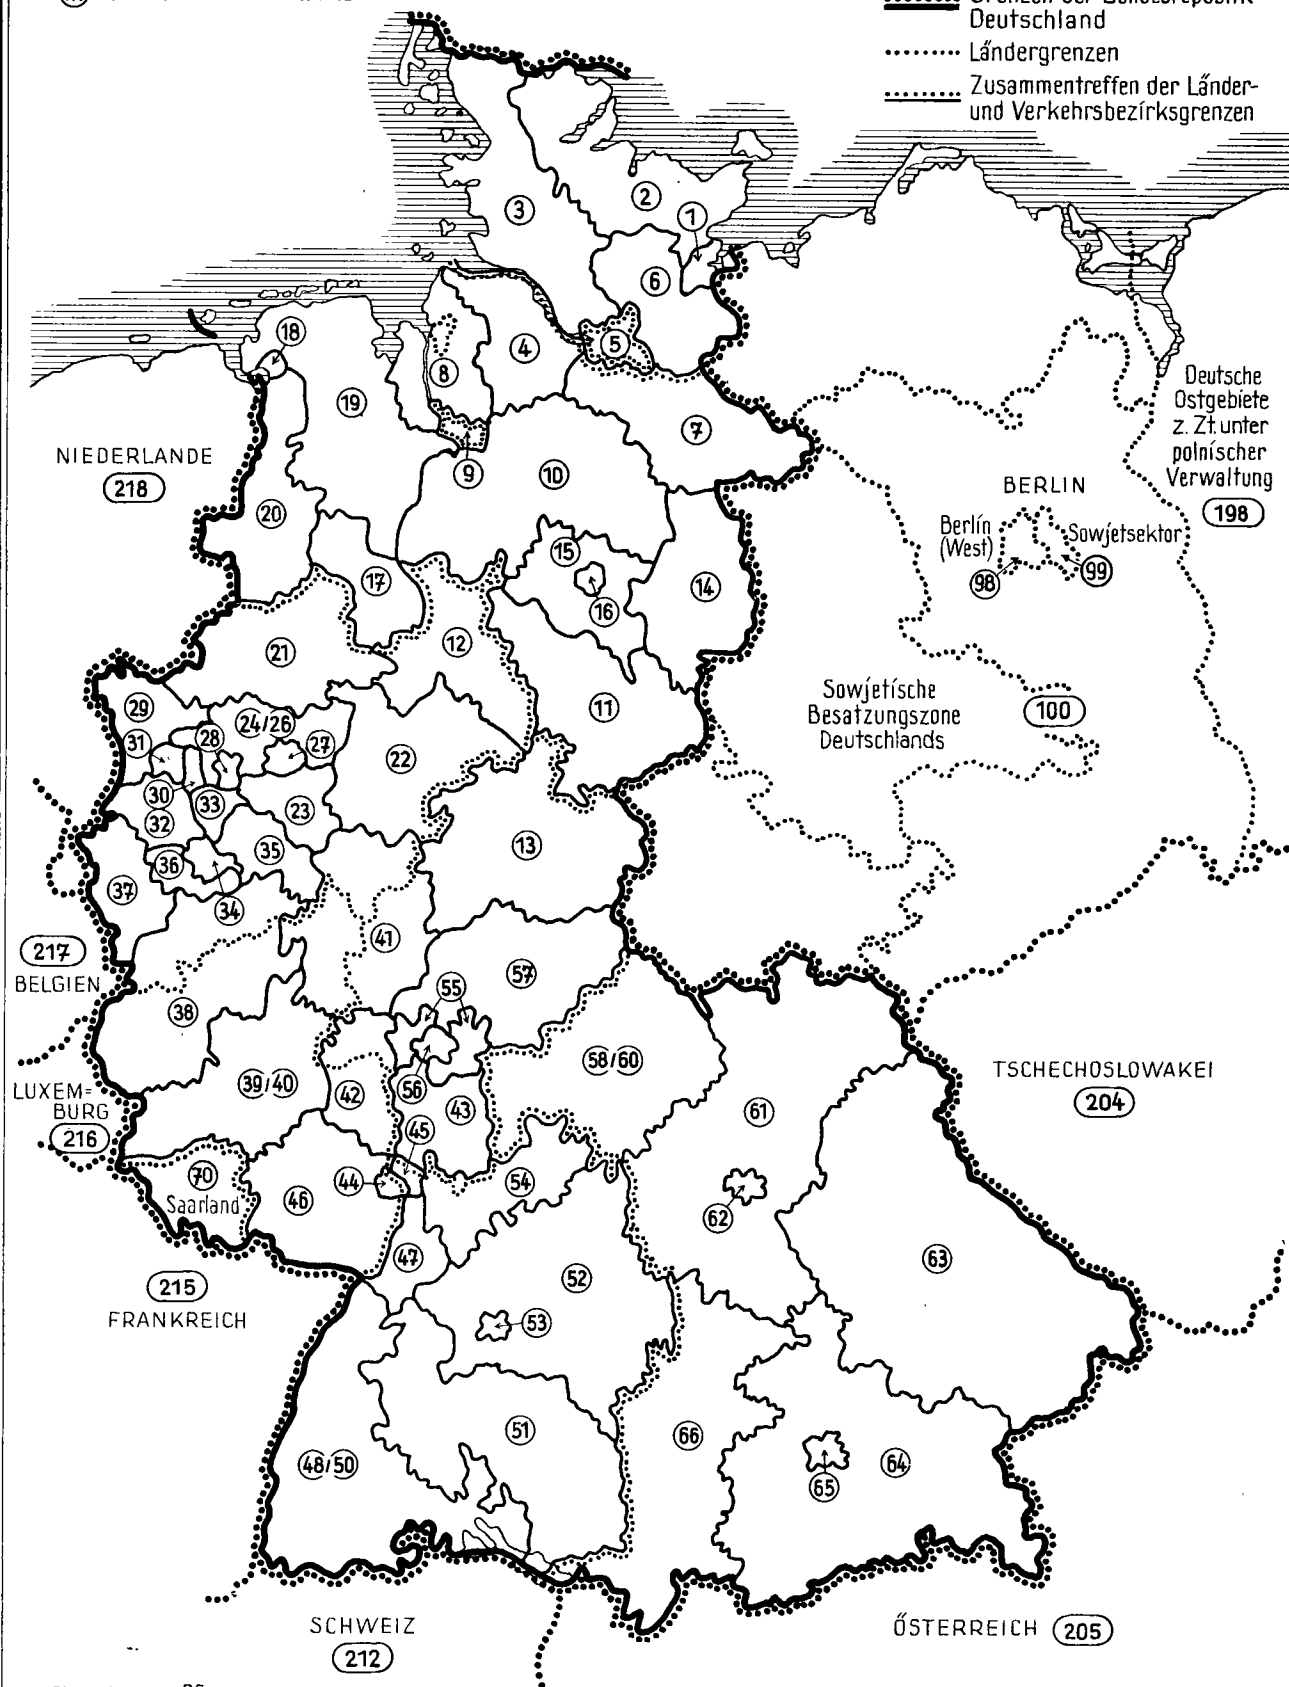 Deutschland
Ländergrenzen
Zusammentreffen der Länder-
und Verkehrsbezirksgrenzen
2
3
1
6
18
4
5
8
19
7
Deutsche
Ostgebiete
z. Zt. unter
polnischer
Verwaltung
198
NIEDERLANDE
218
9
10
BERLIN
Berlin
(West)
Sowjetsektor
98
99
20
15
17
16
14
12
21
29
24/26
11
Sowjetische
Besatzungszone
Deutschlands
100
31
28
27
22
30
33
32
23
35
13
36
37
34
41
217
BELGIEN
57
55
38
58/60
56
39/40
42
43
61
TSCHECHOSLOWAKEI
204
LUXEM=
BURG
216
45
70
Saarland
44
46
54
62
47
52
63
215
FRANKREICH
53
51
66
48/50
64
65
SCHWEIZ
212
ÖSTERREICH 205